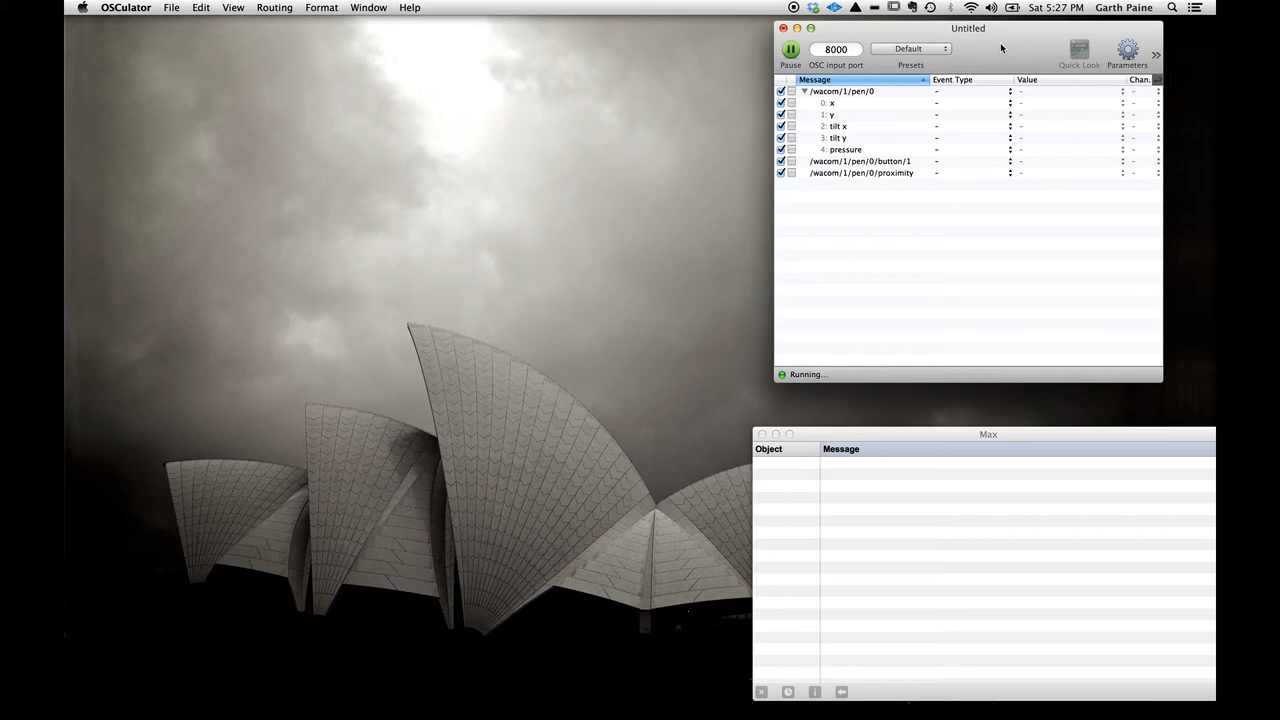 OSCulator File Edit View Routing Format Window Help Sat 5:27 PM Garth Paine
Untitled
8000 Default
Pause OSC input port Presets Quick Look Parameters
Message Event Type Value Chan.
/wacom/1/pen/0 - - -
0: x - - -
1: y - - -
2: tilt x - - -
3: tilt y - - -
4: pressure - - -
/wacom/1/pen/0/button/1 - - -
/wacom/1/pen/0/proximity - - -
Running...
Max
Object Message